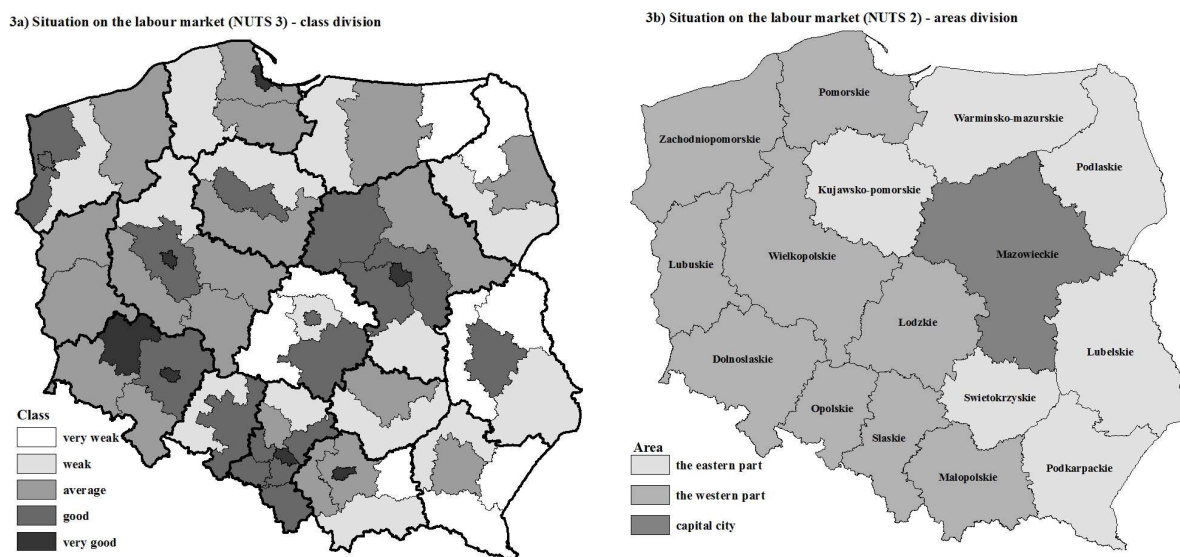 3a) Situation on the labour market (NUTS 3) - class division
Class
very weak
weak
average
good
very good
3b) Situation on the labour market (NUTS 2) - areas division
Pomorskie
Warminsko-mazurskie
Zachodniopomorskie
Podlaskie
Kujawsko-pomorskie
Mazowieckie
Wielkopolskie
Lubuskie
Lodzkie
Lubelskie
Dolnoslaskie
Swietokrzyskie
Opolskie
Slaskie
Podkarpackie
Malopolskie
Area
the eastern part
the western part
capital city